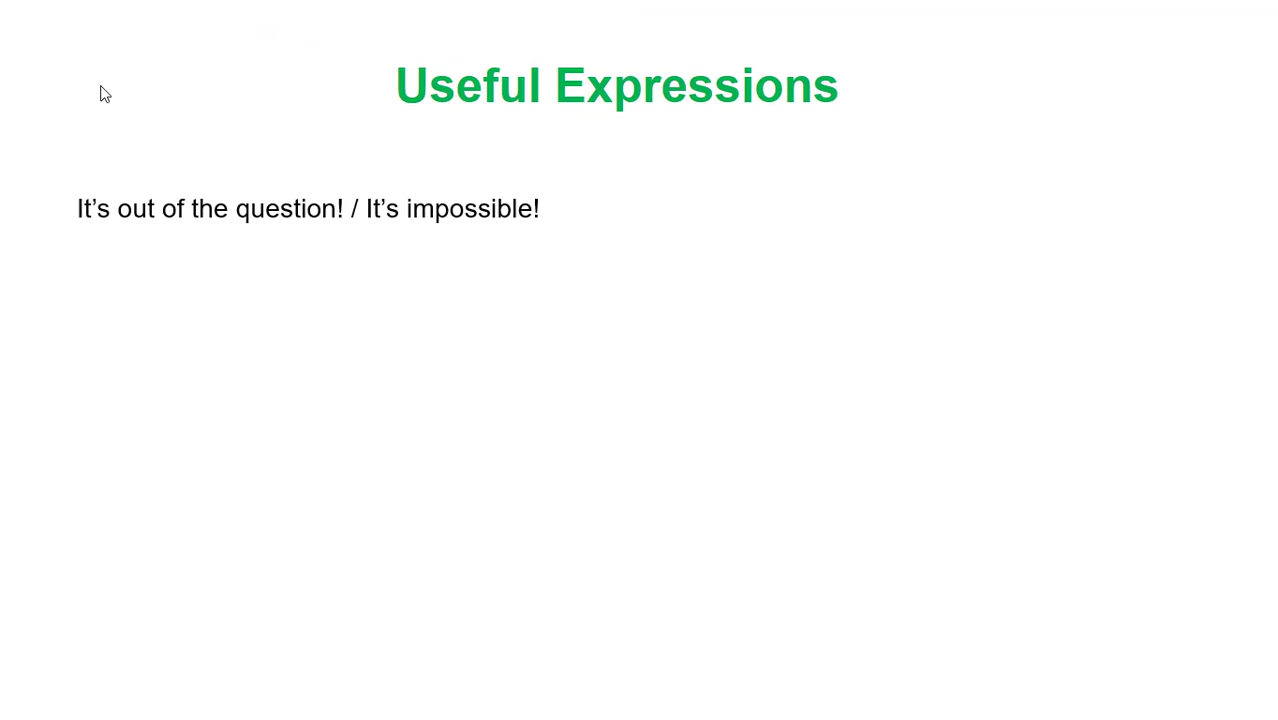 Useful Expressions
It’s out of the question! / It’s impossible!